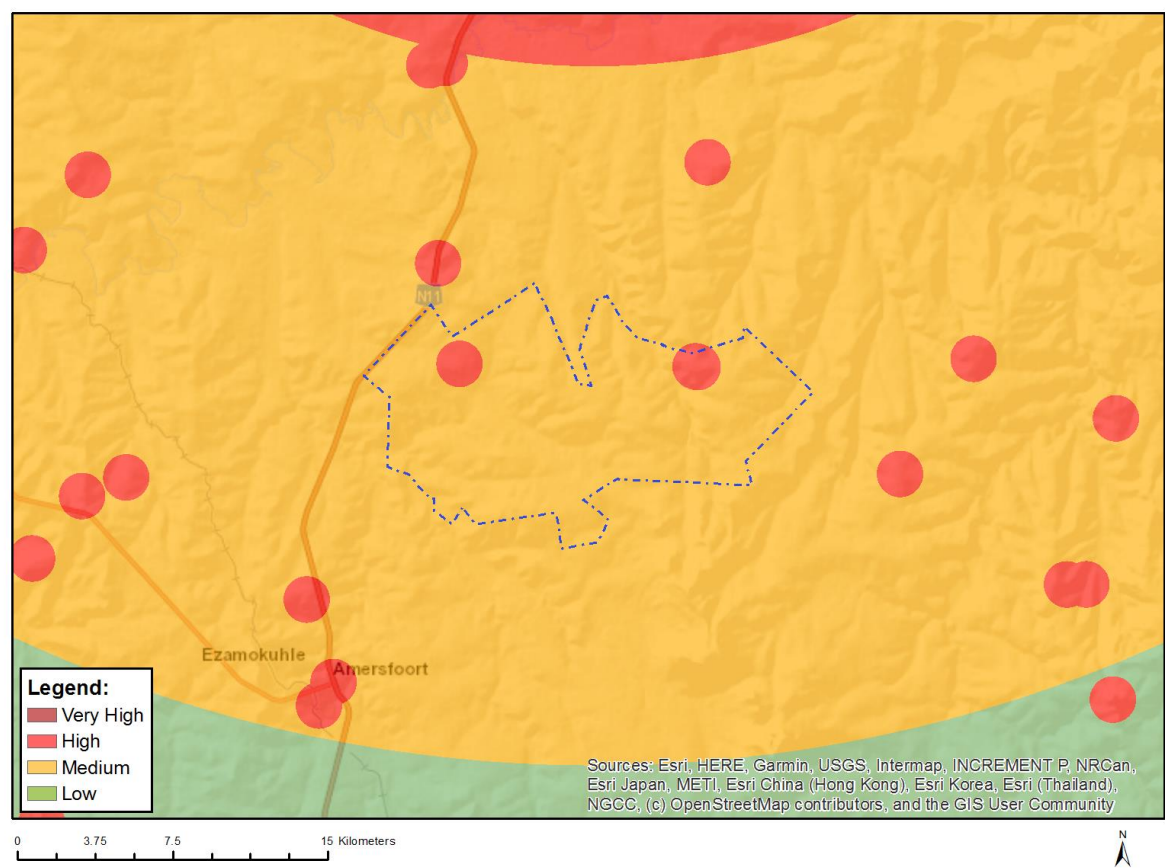 N11
Ezamokuhle
Amersfoort
Legend:
Very High
High
Medium
Low
Sources: Esri, HERE, Garmin, USGS, Intermap, INCREMENT P, NRCan,
Esri Japan, METI, Esri China (Hong Kong), Esri Korea, Esri (Thailand),
NGCC, (c) OpenStreetMap contributors, and the GIS User Community
0 3.75 7.5 15 Kilometers
N